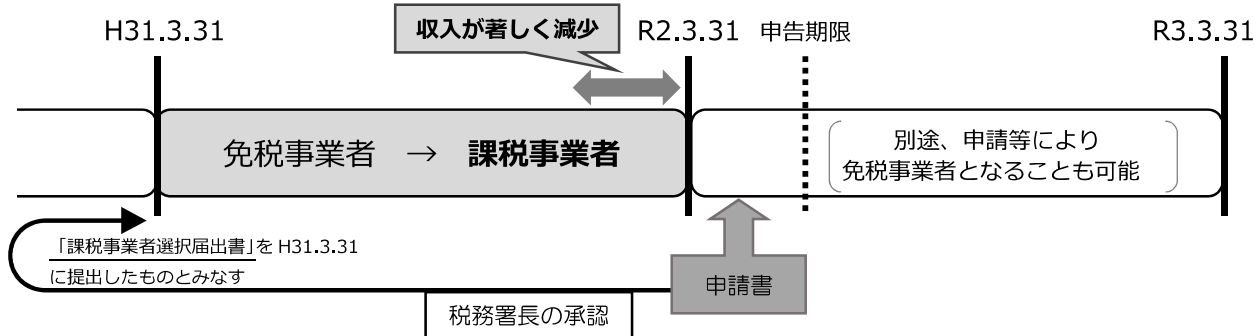 収入が著しく減少
H31.3.31
R2.3.31
申告期限
R3.3.31
免税事業者 → 課税事業者
別途、申請等により
免税事業者となることも可能
「課税事業者選択届出書」を H31.3.31
に提出したものとみなす
申請書
税務署長の承認